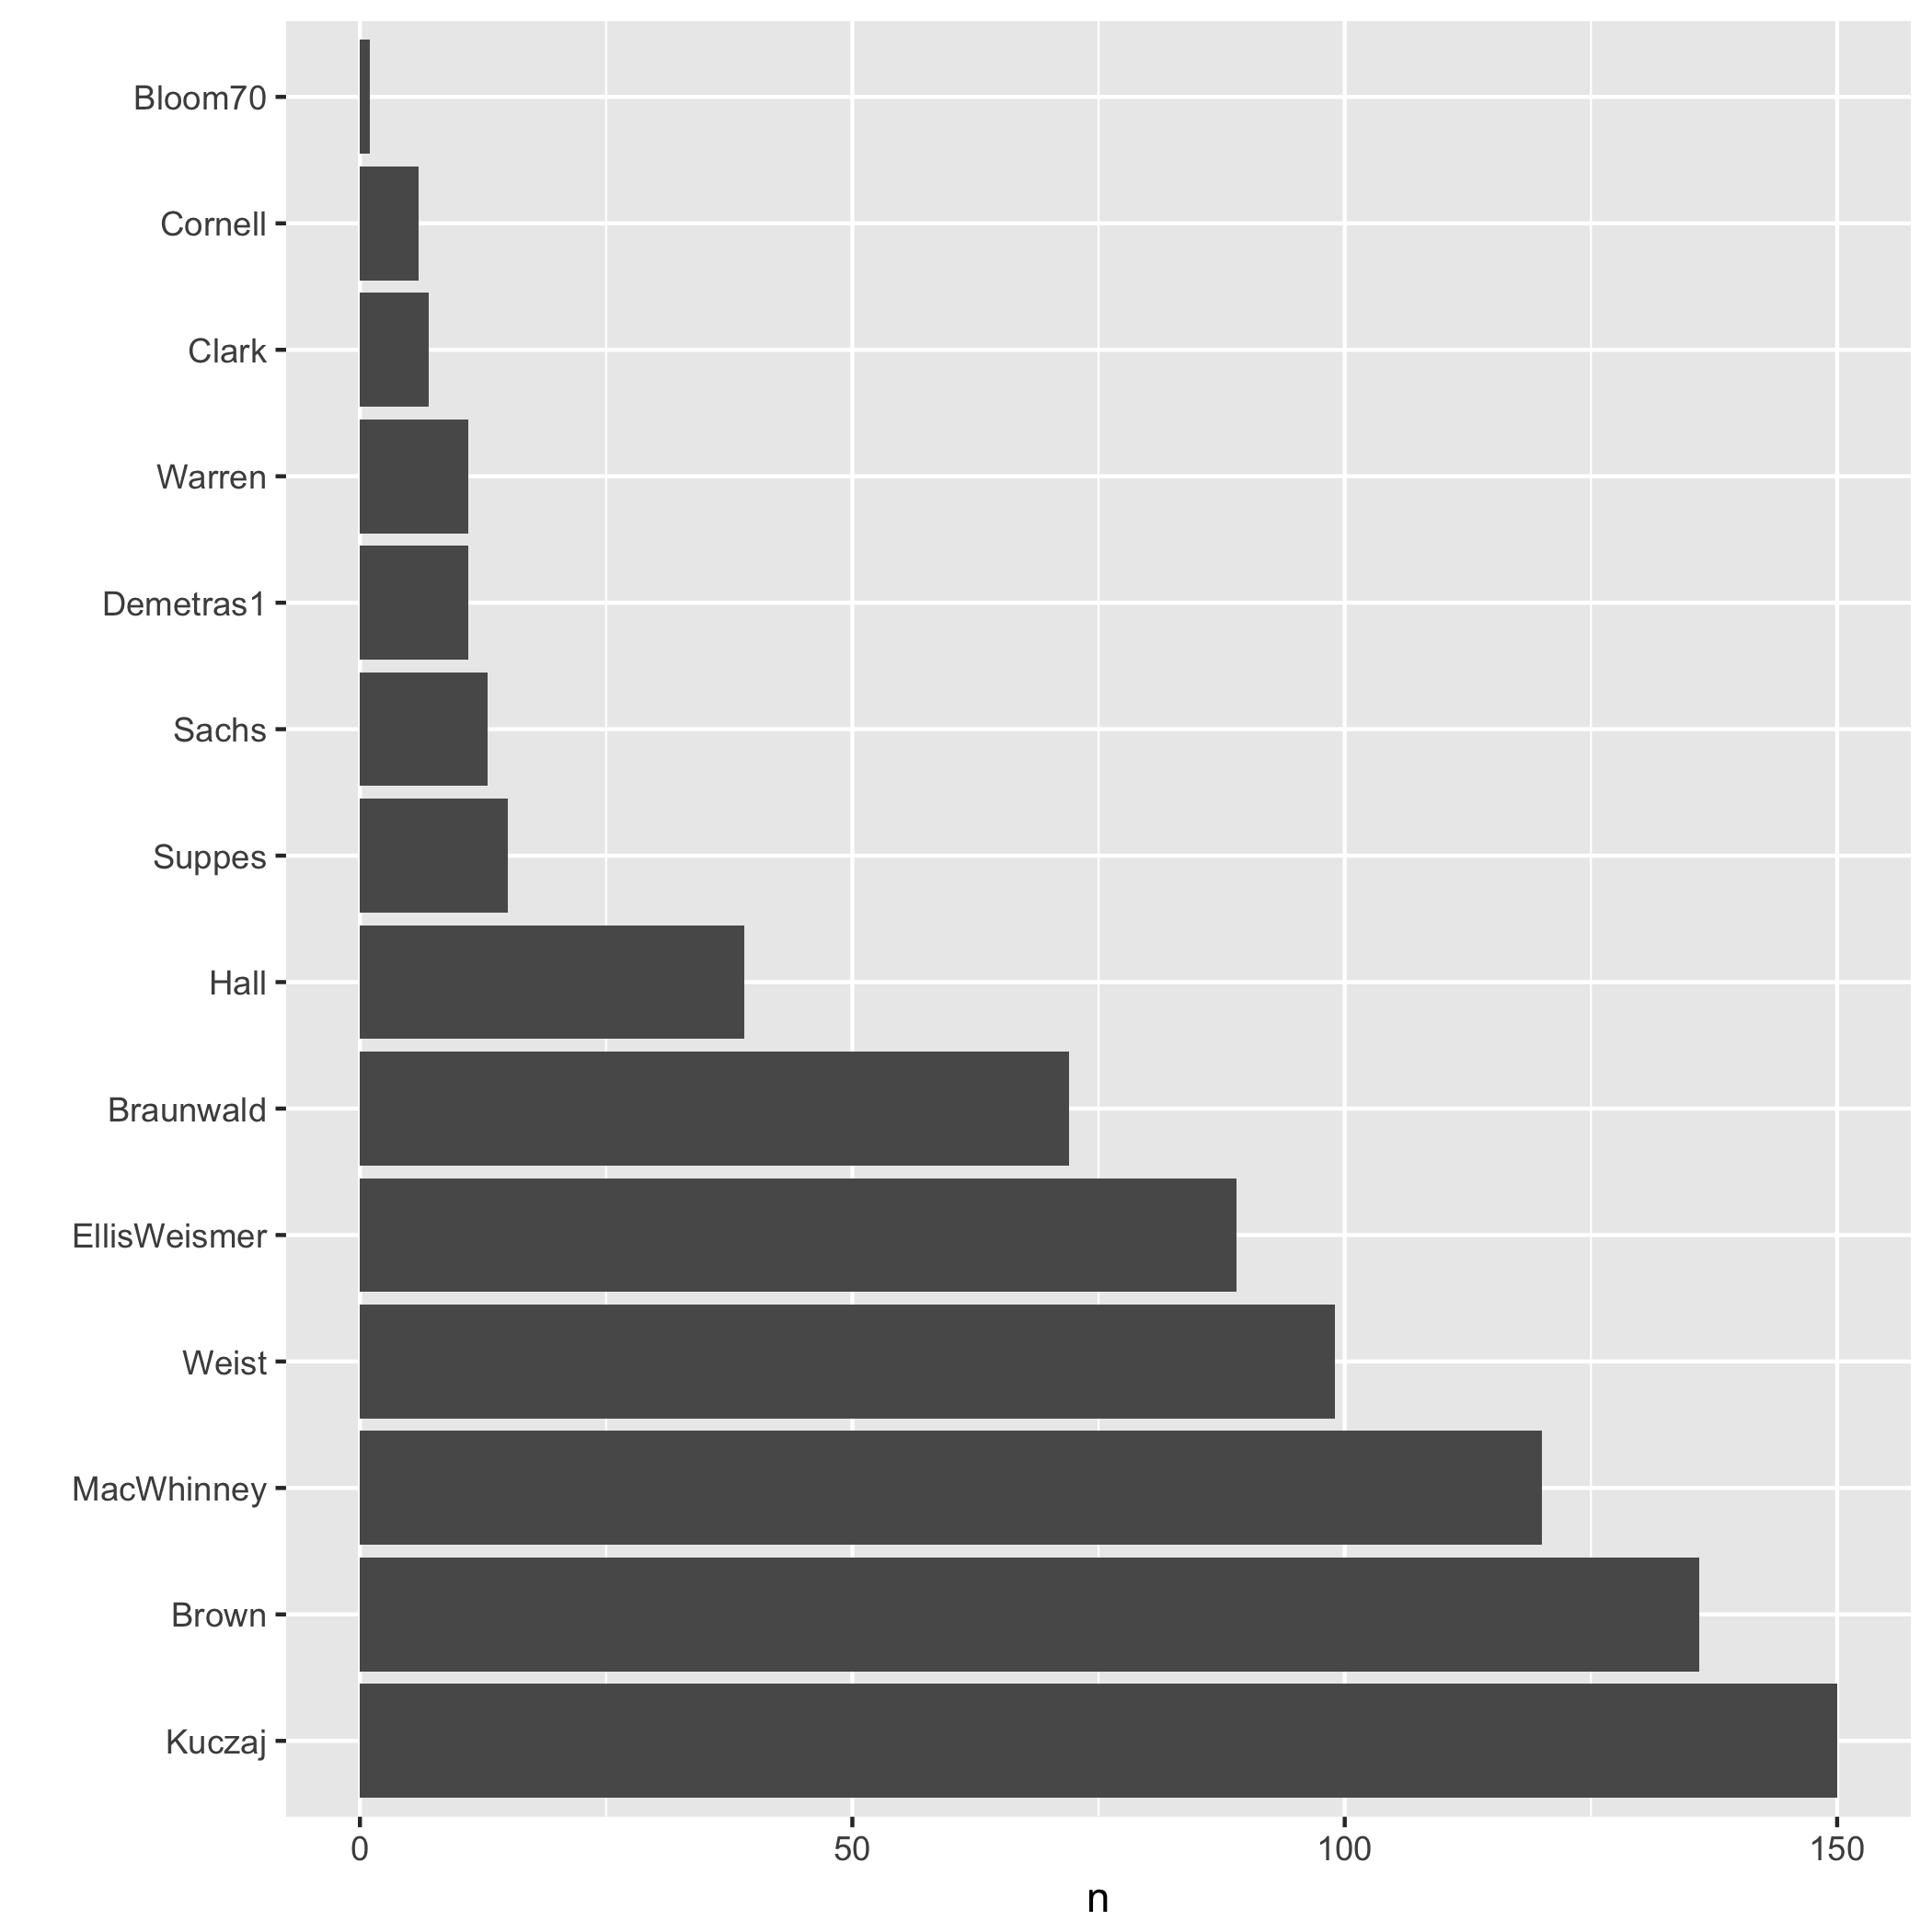 Bloom70
Cornell
Clark
Warren
Demetras1
Sachs
Suppes
Hall
Braunwald
EllisWeismer
Weist
MacWhinney
Brown
Kuczaj
0 50 100 150
n